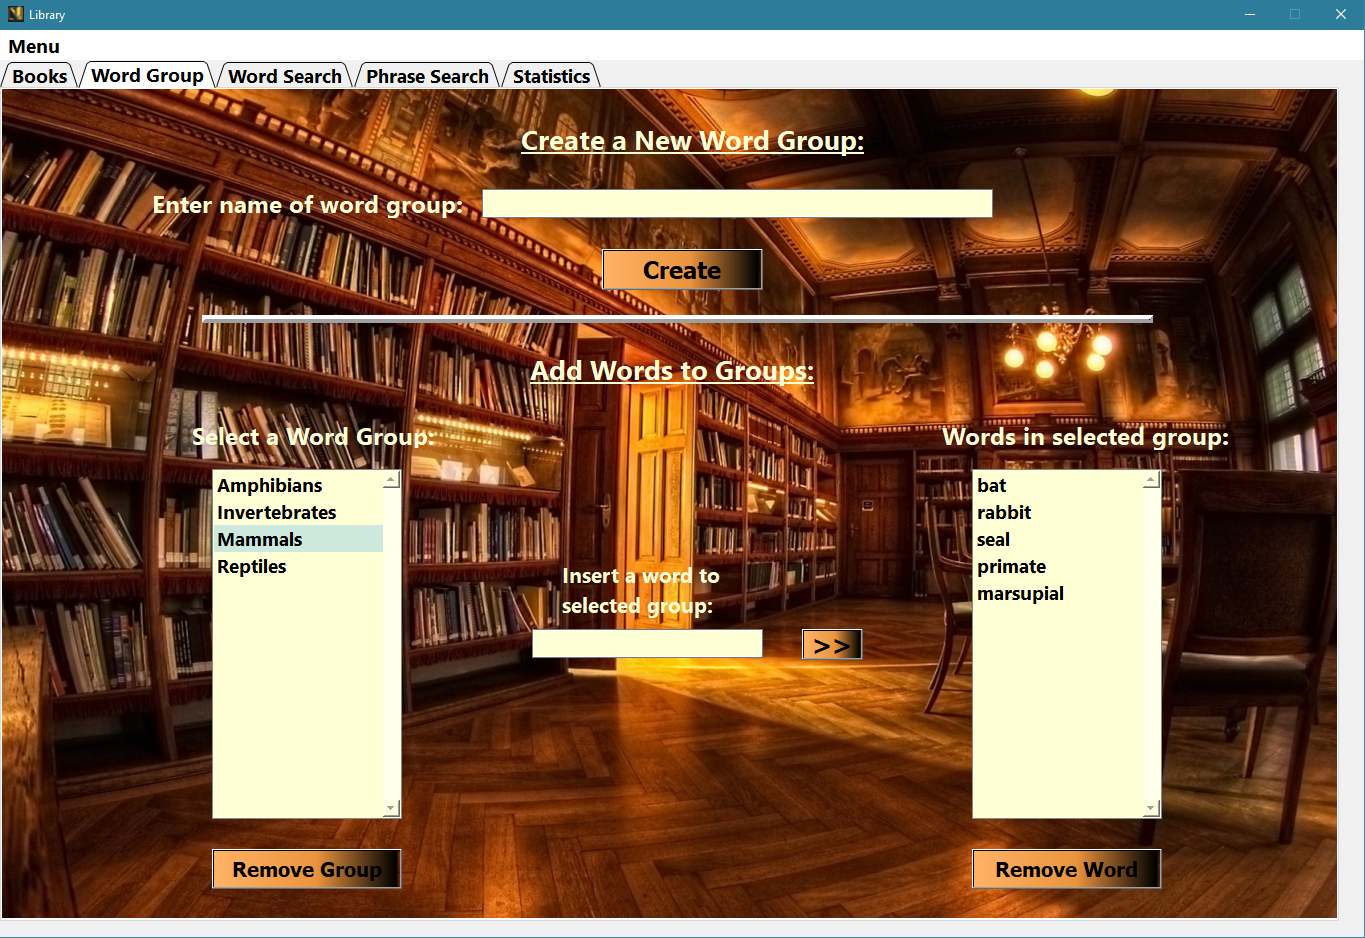 Library
Menu
Books Word Group Word Search Phrase Search Statistics
Create a New Word Group:
Enter name of word group:
Create
Add Words to Groups:
Select a Word Group:
Amphibians
Invertebrates
Mammals
Reptiles
Remove Group
Insert a word to
selected group:
>>
Words in selected group:
bat
rabbit
seal
primate
marsupial
Remove Word